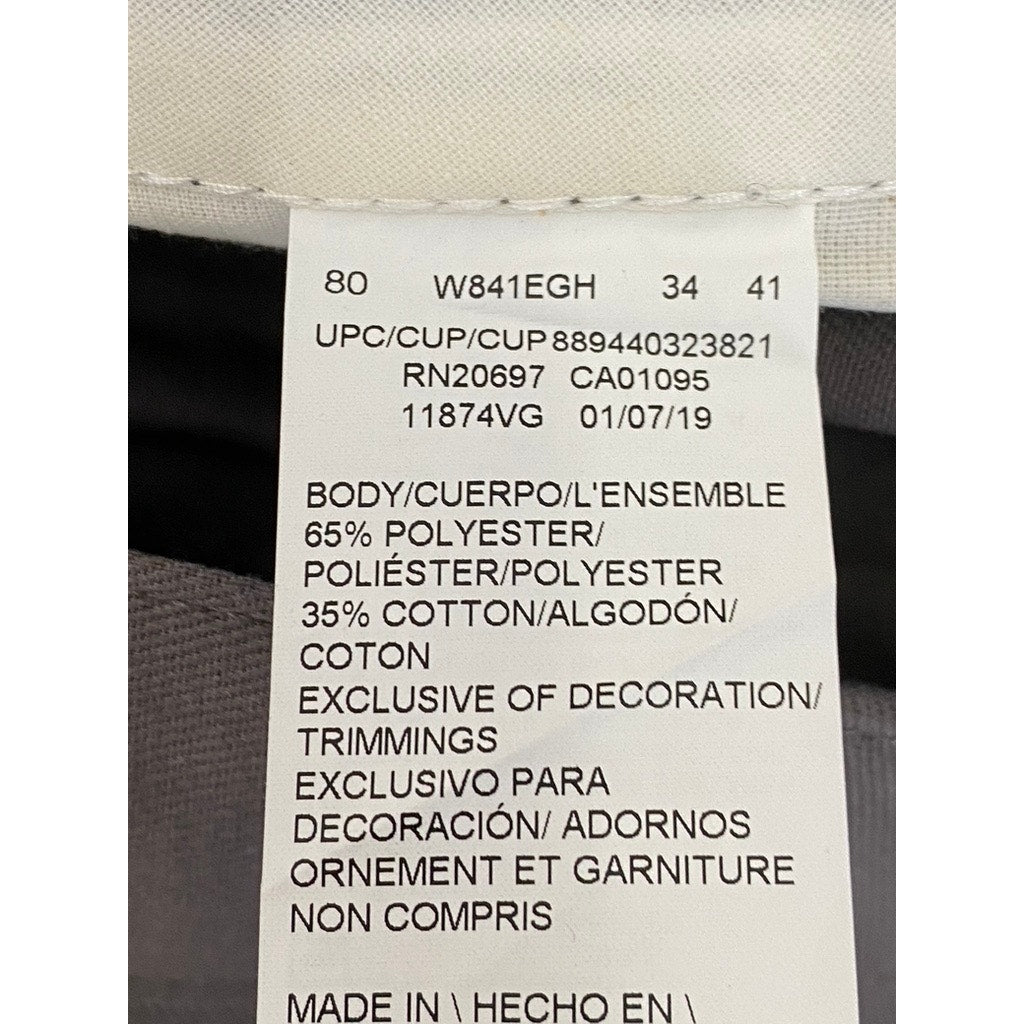 80 W841EGH 34 41
UPC/CUP/CUP 889440323821
RN20697 CA01095
11874VG 01/07/19
BODY/CUERPO/L'ENSEMBLE
65% POLYESTER/
POLIÉSTER/POLYESTER
35% COTTON/ALGODÓN/
COTON
EXCLUSIVE OF DECORATION/
TRIMMINGS
EXCLUSIVO PARA
DECORACIÓN/ ADORNOS
ORNEMENT ET GARNITURE
NON COMPRIS
MADE IN \ HECHO EN \